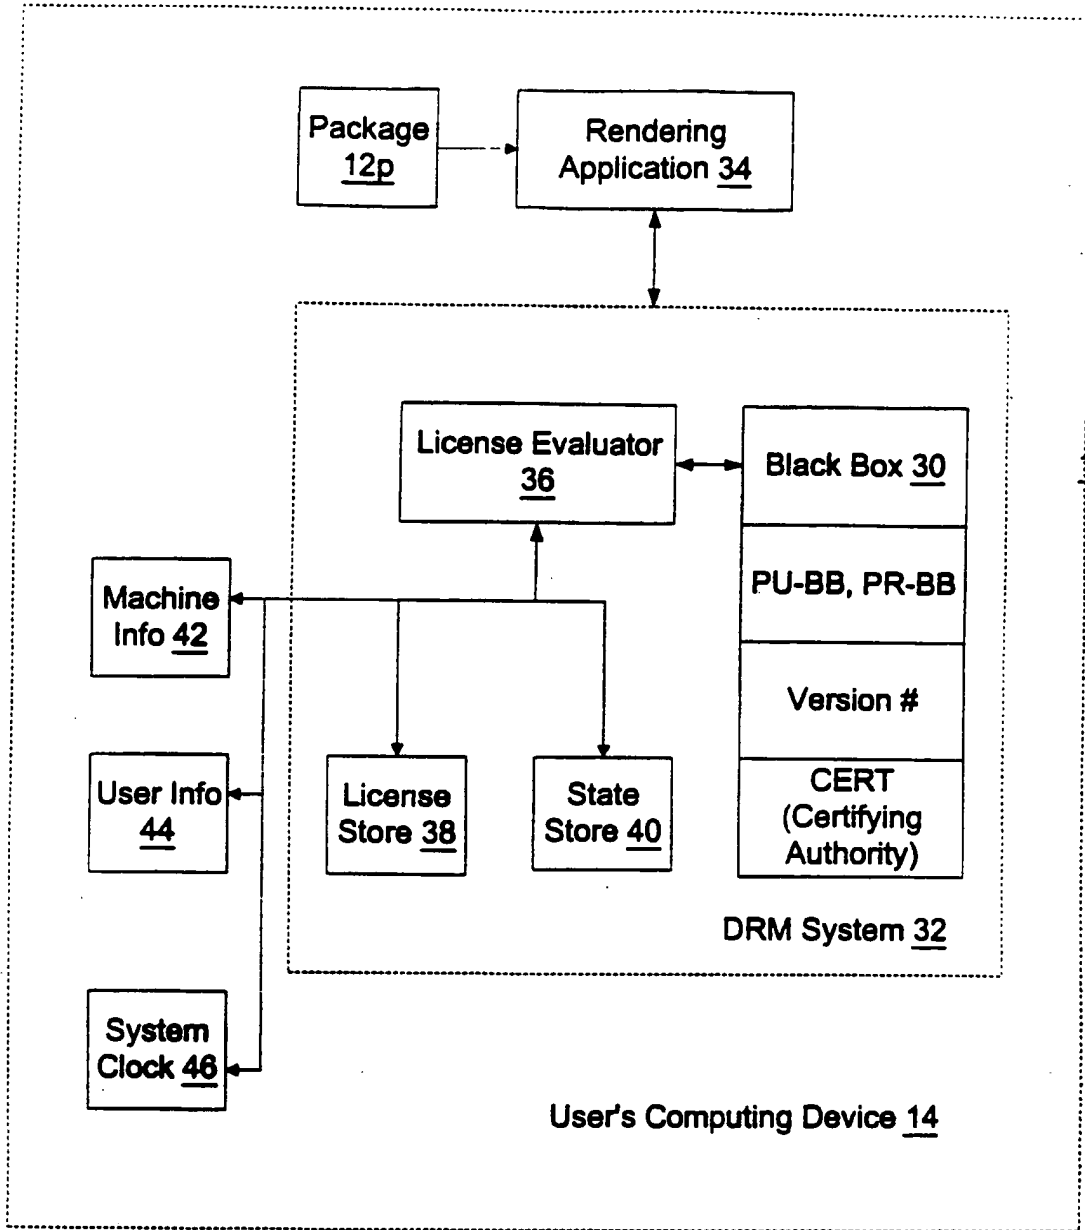 Package
12p
Rendering
Application 34
License Evaluator
36
Black Box 30
PU-BB, PR-BB
Version #
CERT
(Certifying
Authority)
Machine
Info 42
User Info
44
License
Store 38
State
Store 40
DRM System 32
System
Clock 46
User's Computing Device 14